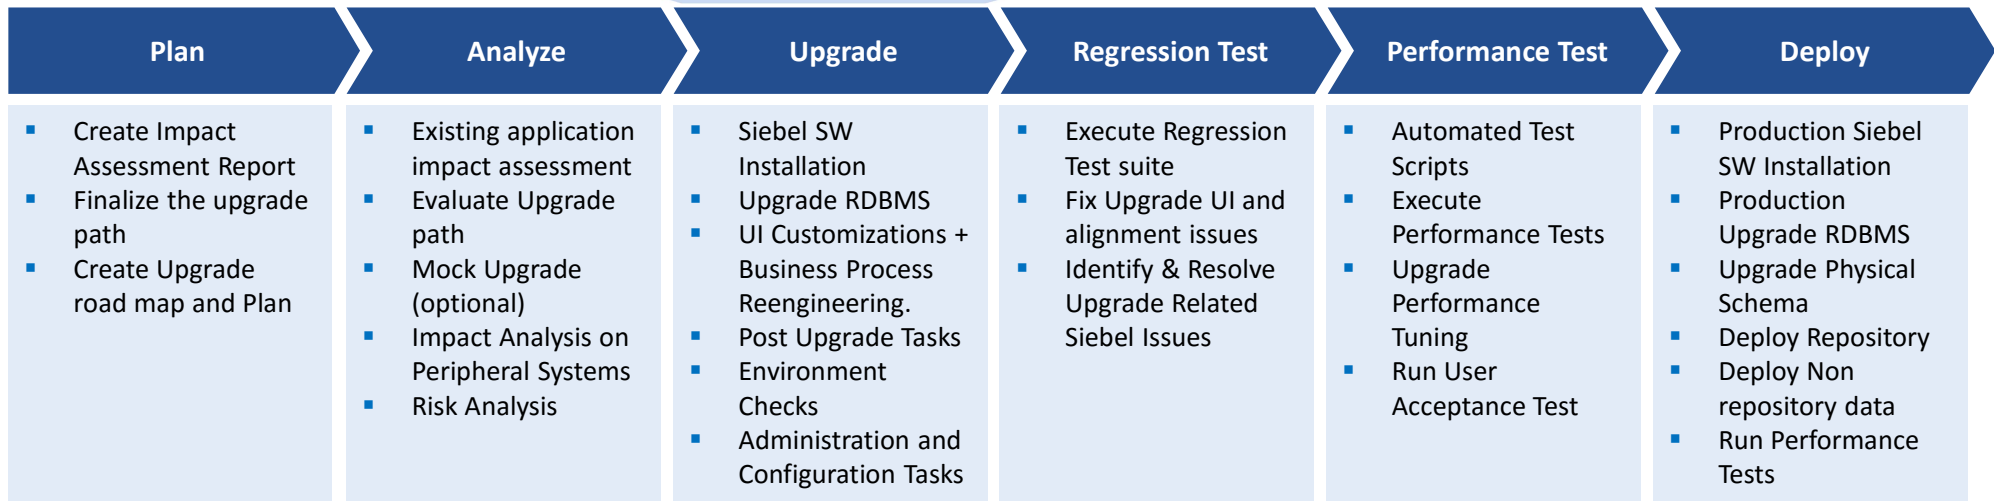 Plan
Analyze
Upgrade
Regression Test
Performance Test
Deploy
▪ Create Impact
Assessment Report
▪ Finalize the upgrade
path
▪ Create Upgrade
road map and Plan
▪ Existing application
impact assessment
▪ Evaluate Upgrade
path
▪ Mock Upgrade
(optional)
▪ Impact Analysis on
Peripheral Systems
▪ Risk Analysis
▪ Siebel SW
Installation
▪ Upgrade RDBMS
▪ UI Customizations +
Business Process
Reengineering.
▪ Post Upgrade Tasks
▪ Environment
Checks
▪ Administration and
Configuration Tasks
▪ Execute Regression
Test suite
▪ Fix Upgrade UI and
alignment issues
▪ Identify & Resolve
Upgrade Related
Siebel Issues
▪ Automated Test
Scripts
▪ Execute
Performance Tests
▪ Upgrade
Performance
Tuning
▪ Run User
Acceptance Test
▪ Production Siebel
SW Installation
▪ Production
Upgrade RDBMS
▪ Upgrade Physical
Schema
▪ Deploy Repository
▪ Deploy Non
repository data
▪ Run Performance
Tests